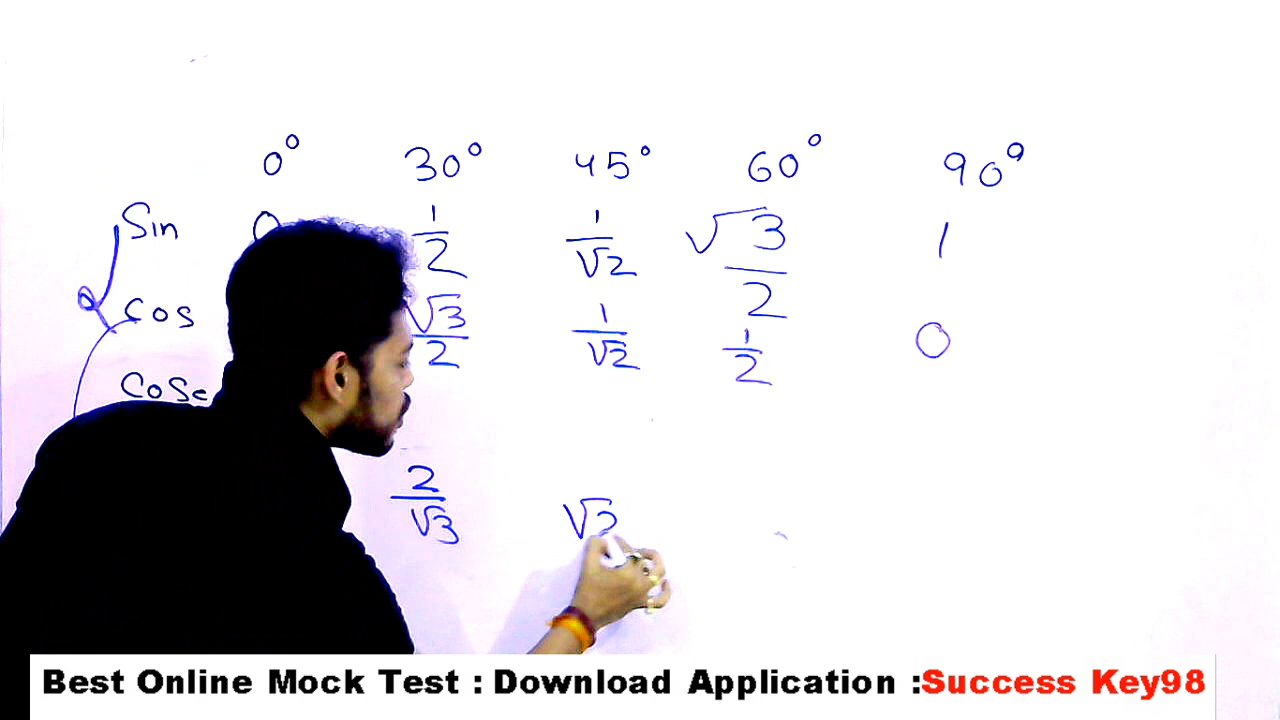 0° 30° 45° 60° 90°
Sin 0 1/2 1/√2 √3/2 1
cos √3/2 1/√2 1/2 0
Cose
2/√3 √2
Best Online Mock Test : Download Application :Success Key98